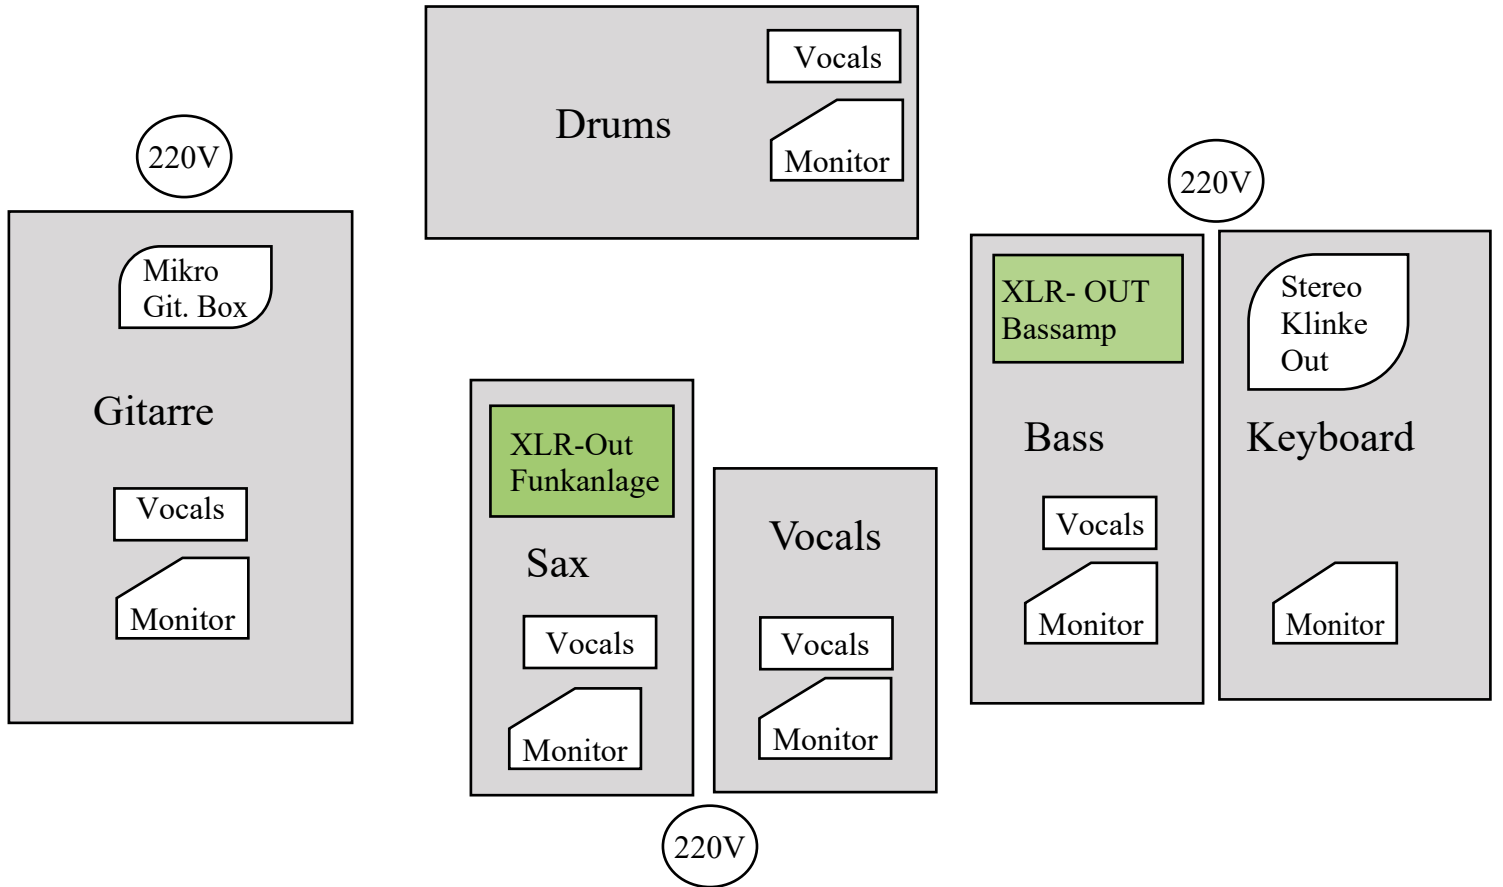 Vocals
Drums
Monitor
220V
220V
Mikro
Git. Box
Gitarre
Vocals
Monitor
XLR-Out
Funkanlage
Sax
Vocals
Monitor
Vocals
Vocals
Monitor
220V
XLR- OUT
Bassamp
Bass
Vocals
Monitor
Stereo
Klinke
Out
Keyboard
Monitor